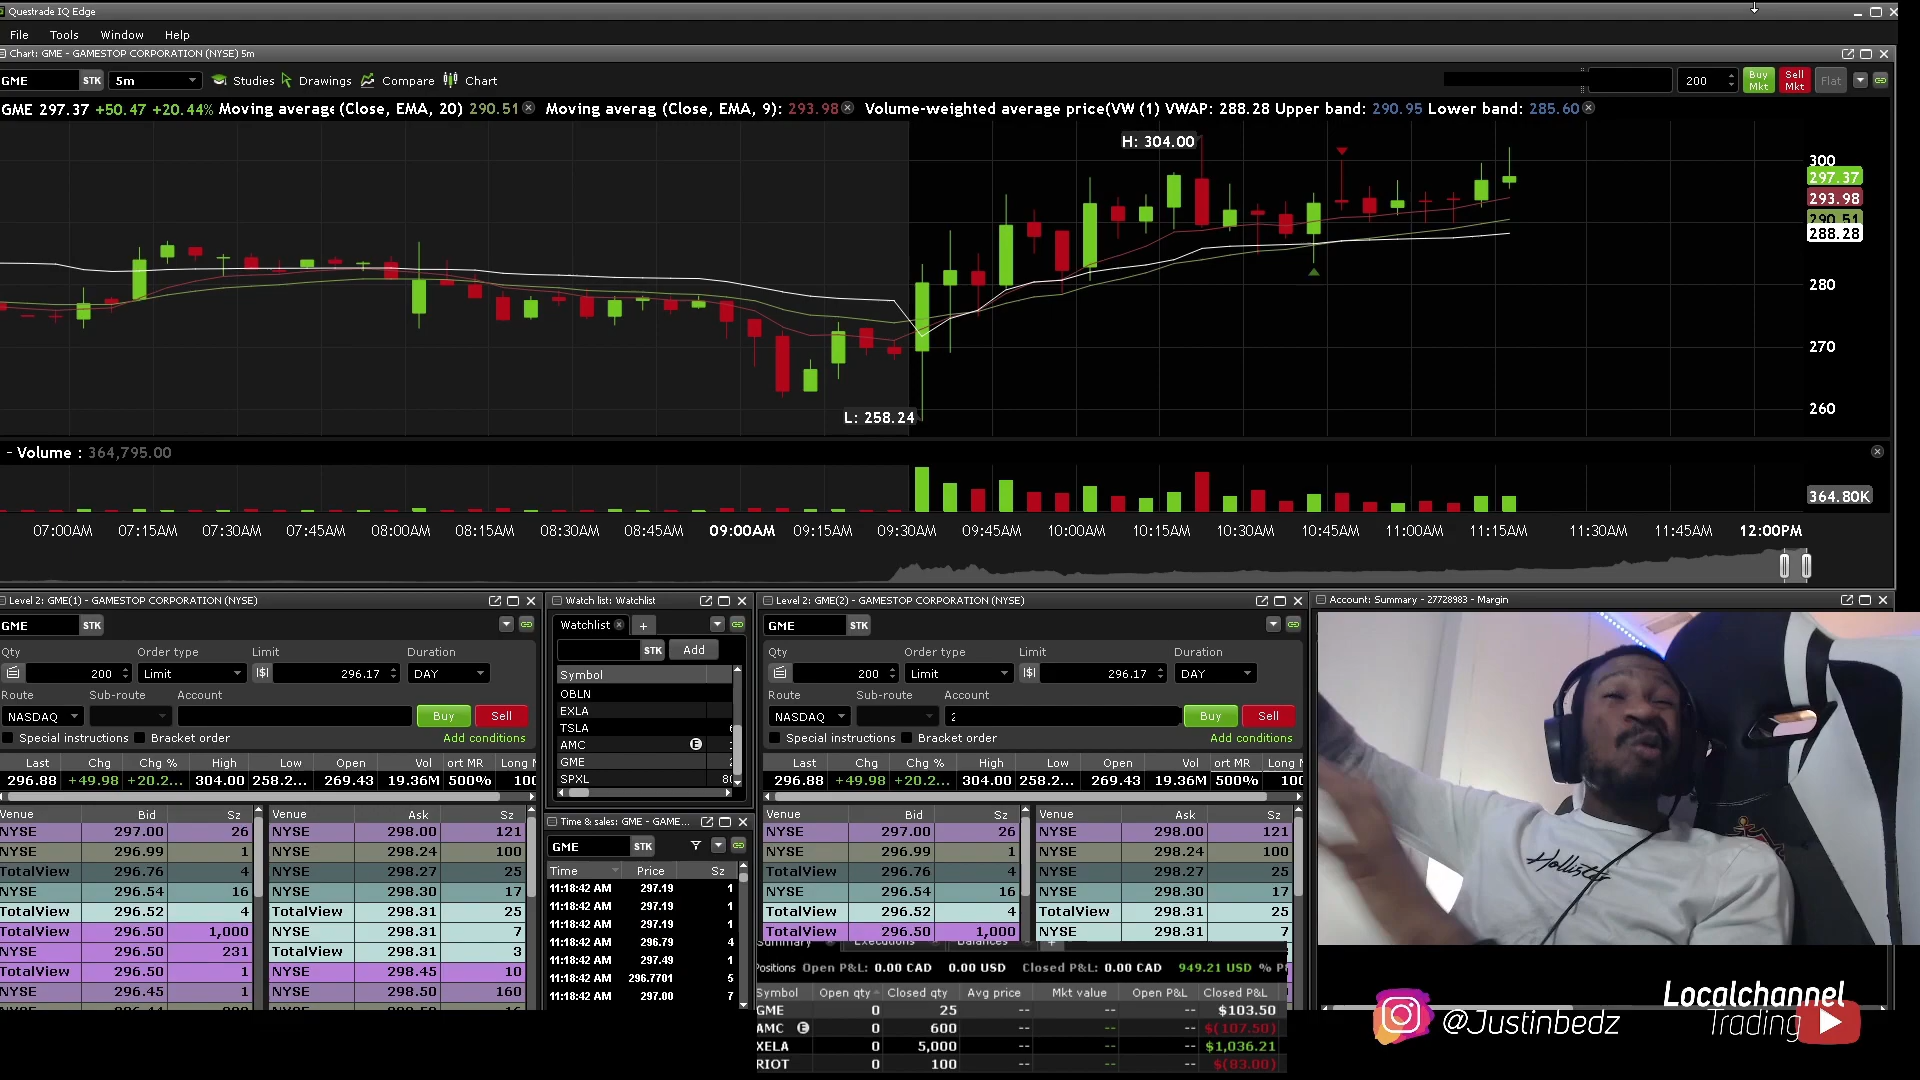 Questrade IQ Edge
File Tools Window Help
Chart: GME - GAMESTOP CORPORATION (NYSE) 5m
GME STK 5m Studies Drawings Compare Chart 200 Buy Mkt Sell Mkt Flat
GME 297.37 +50.47 +20.44% Moving average (Close, EMA, 20) 290.51 Moving averag (Close, EMA, 9): 293.98 Volume-weighted average price(VW (1) VWAP: 288.28 Upper band: 290.95 Lower band: 285.60
H: 304.00
300
297.37
293.98
290.51
288.28
280
270
260
L: 258.24
- Volume : 364,795.00
364.80K
07:00AM 07:15AM 07:30AM 07:45AM 08:00AM 08:15AM 08:30AM 08:45AM 09:00AM 09:15AM 09:30AM 09:45AM 10:00AM 10:15AM 10:30AM 10:45AM 11:00AM 11:15AM 11:30AM 11:45AM 12:00PM
Level 2: GME(1) - GAMESTOP CORPORATION (NYSE)
GME STK
Qty Order type Limit Duration
200 Limit 296.17 DAY
Route Sub-route Account
NASDAQ Buy Sell
Special instructions Bracket order Add conditions
Last Chg Chg % High Low Open Vol ort MR Long M
296.88 +49.98 +20.2... 304.00 258.2... 269.43 19.36M 500% 100
Venue Bid Sz Venue Ask Sz
NYSE 297.00 26 NYSE 298.00 121
NYSE 296.99 1 NYSE 298.24 100
TotalView 296.76 4 NYSE 298.27 25
NYSE 296.54 16 NYSE 298.30 17
TotalView 296.52 4 TotalView 298.31 25
TotalView 296.50 1,000 NYSE 298.31 7
NYSE 296.50 231 TotalView 298.31 3
TotalView 296.50 1 NYSE 298.45 10
NYSE 296.45 1 NYSE 298.50 160
Watch list: Watchlist
Watchlist +
STK Add
Symbol
OBLN
EXLA
TSLA 6
AMC E
GME 2
SPXL 80
Time & sales: GME - GAME...
GME STK
Time Price Sz
11:18:42 AM 297.19 1
11:18:42 AM 297.19 1
11:18:42 AM 297.19 1
11:18:42 AM 296.79 4
11:18:42 AM 297.49 1
11:18:42 AM 296.7701 5
11:18:42 AM 297.00 7
Level 2: GME(2) - GAMESTOP CORPORATION (NYSE)
GME STK
Qty Order type Limit Duration
200 Limit 296.17 DAY
Route Sub-route Account
NASDAQ 2 Buy Sell
Special instructions Bracket order Add conditions
Last Chg Chg % High Low Open Vol ort MR Long M
296.88 +49.98 +20.2... 304.00 258.2... 269.43 19.36M 500% 100
Venue Bid Sz Venue Ask Sz
NYSE 297.00 26 NYSE 298.00 121
NYSE 296.99 1 NYSE 298.24 100
TotalView 296.76 4 NYSE 298.27 25
NYSE 296.54 16 NYSE 298.30 17
TotalView 296.52 4 TotalView 298.31 25
TotalView 296.50 1,000 NYSE 298.31 7
Summary Executions Balances +
Positions Open P&L: 0.00 CAD 0.00 USD Closed P&L: 0.00 CAD 949.21 USD %
Symbol Open qty Closed qty Avg price Mkt value Open P&L Closed P&L
GME 0 25 -- -- -- $103.50
AMC E 0 600 -- -- -- $(107.50)
XELA 0 5,000 -- -- -- $1,036.21
RIOT 0 100 -- -- -- $(83.00)
Account: Summary - 27728983 - Margin
Hollister
@Justinbedz
Localchannel
Trading